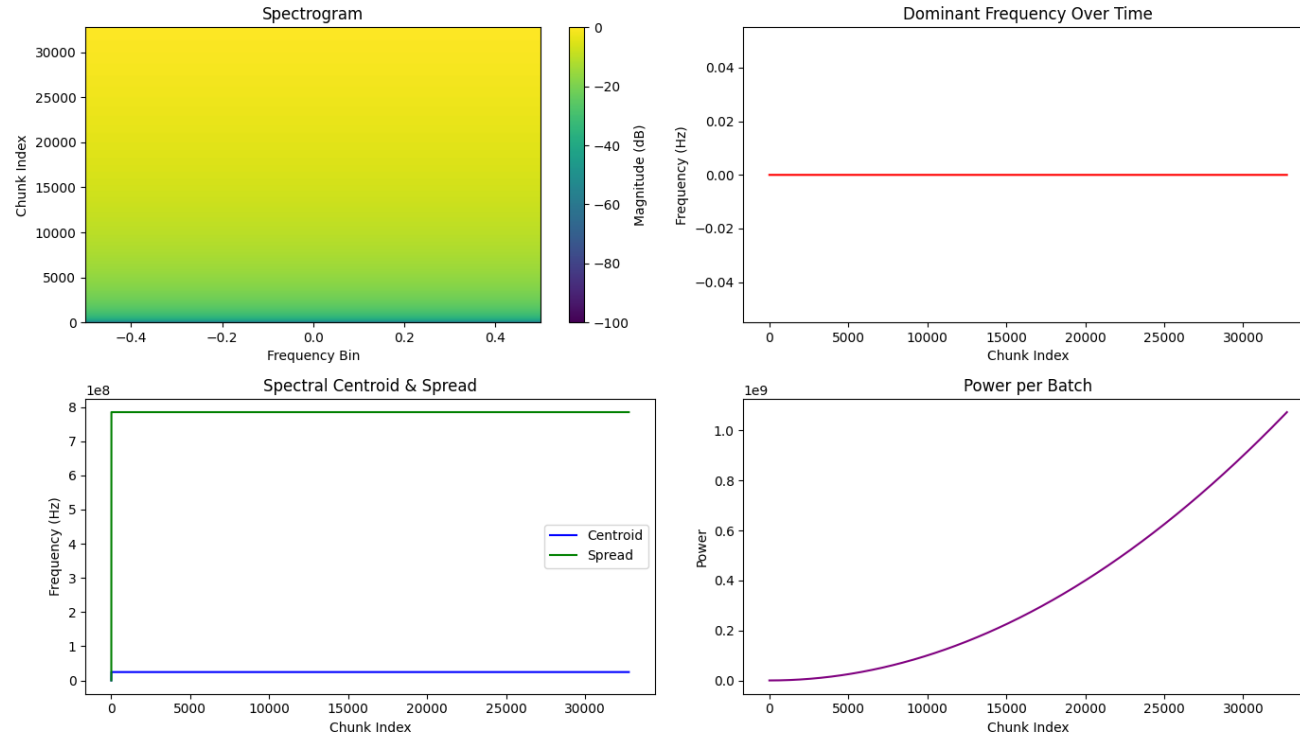 Spectrogram
30000
25000
20000
15000
10000
5000
0
Chunk Index
−0.4 −0.2 0.0 0.2 0.4
Frequency Bin
0
−20
−40
−60
−80
−100
Magnitude (dB)
Dominant Frequency Over Time
0.04
0.02
0.00
−0.02
−0.04
Frequency (Hz)
0 5000 10000 15000 20000 25000 30000
Chunk Index
Spectral Centroid & Spread
1e8
8
7
6
5
4
3
2
1
0
Frequency (Hz)
Centroid
Spread
0 5000 10000 15000 20000 25000 30000
Chunk Index
Power per Batch
1e9
1.0
0.8
0.6
0.4
0.2
0.0
Power
0 5000 10000 15000 20000 25000 30000
Chunk Index